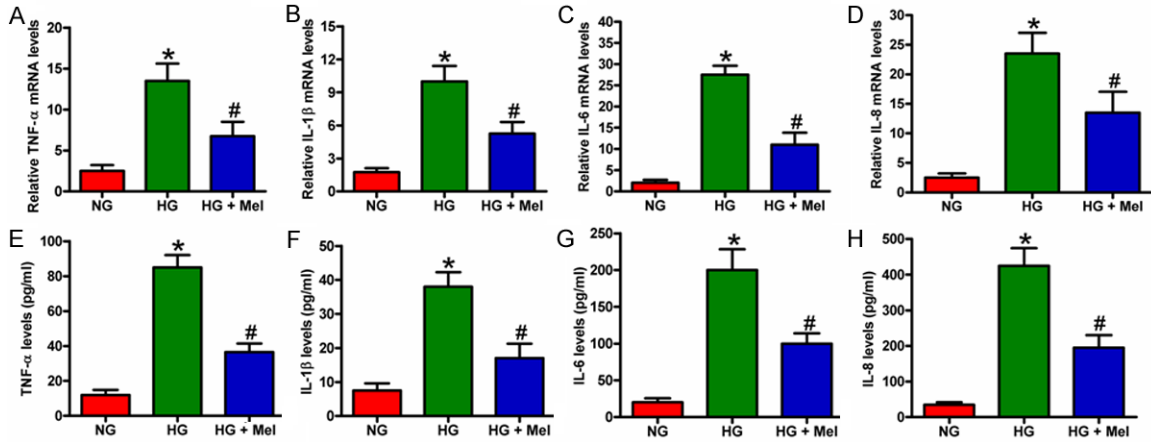 A
Relative TNF-α mRNA levels
20
15
10
5
0
*
#
NG
HG
HG + Mel
B
Relative IL-1β mRNA levels
15
12
9
6
3
0
*
#
NG
HG
HG + Mel
C
Relative IL-6 mRNA levels
40
35
30
25
20
15
10
5
0
*
#
NG
HG
HG + Mel
D
Relative IL-8 mRNA levels
30
25
20
15
10
5
0
*
#
NG
HG
HG + Mel
E
TNF-α levels (pg/ml)
100
80
60
40
20
0
*
#
NG
HG
HG + Mel
F
IL-1β levels (pg/ml)
50
40
30
20
10
0
*
#
NG
HG
HG + Mel
G
IL-6 levels (pg/ml)
250
200
150
100
50
0
*
#
NG
HG
HG + Mel
H
IL-8 levels (pg/ml)
500
400
300
200
100
0
*
#
NG
HG
HG + Mel